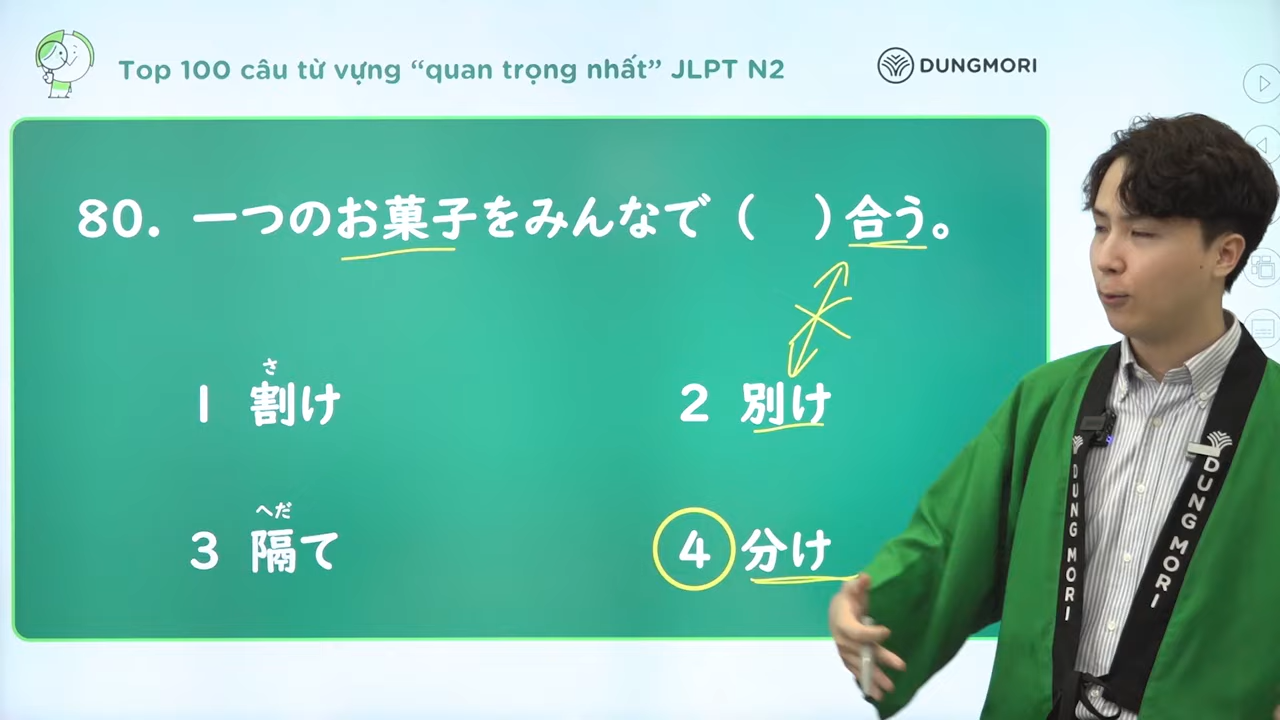 Top 100 câu từ vựng “quan trọng nhất” JLPT N2
DUNGMORI
80. 一つのお菓子をみんなで（　）合う。
さ
1 割け
2 別け
へだ
3 隔て
4 分け
DUNG MORI
DUNG MORI